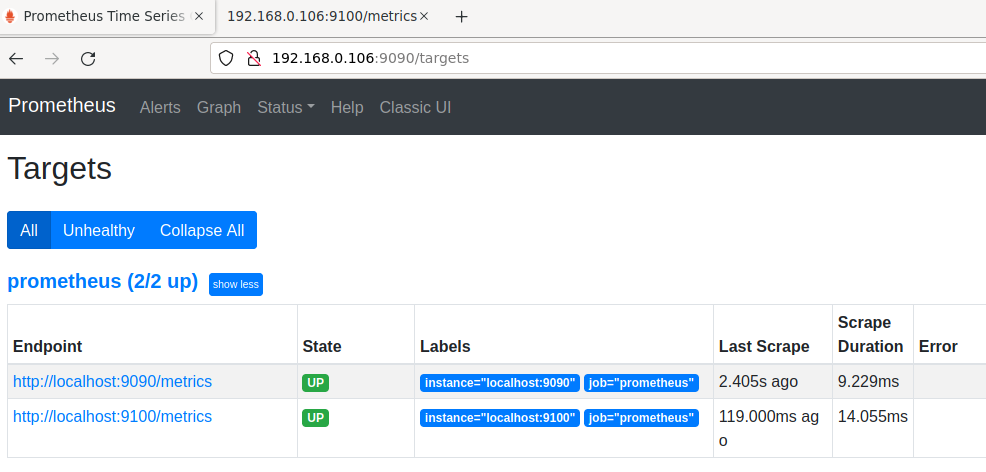 Prometheus Time Series
192.168.0.106:9100/metrics
192.168.0.106:9090/targets
Prometheus Alerts Graph Status Help Classic UI
Targets
All Unhealthy Collapse All
prometheus (2/2 up) show less
Endpoint State Labels Last Scrape Scrape Duration Error
http://localhost:9090/metrics UP instance="localhost:9090" job="prometheus" 2.405s ago 9.229ms
http://localhost:9100/metrics UP instance="localhost:9100" job="prometheus" 119.000ms ago 14.055ms